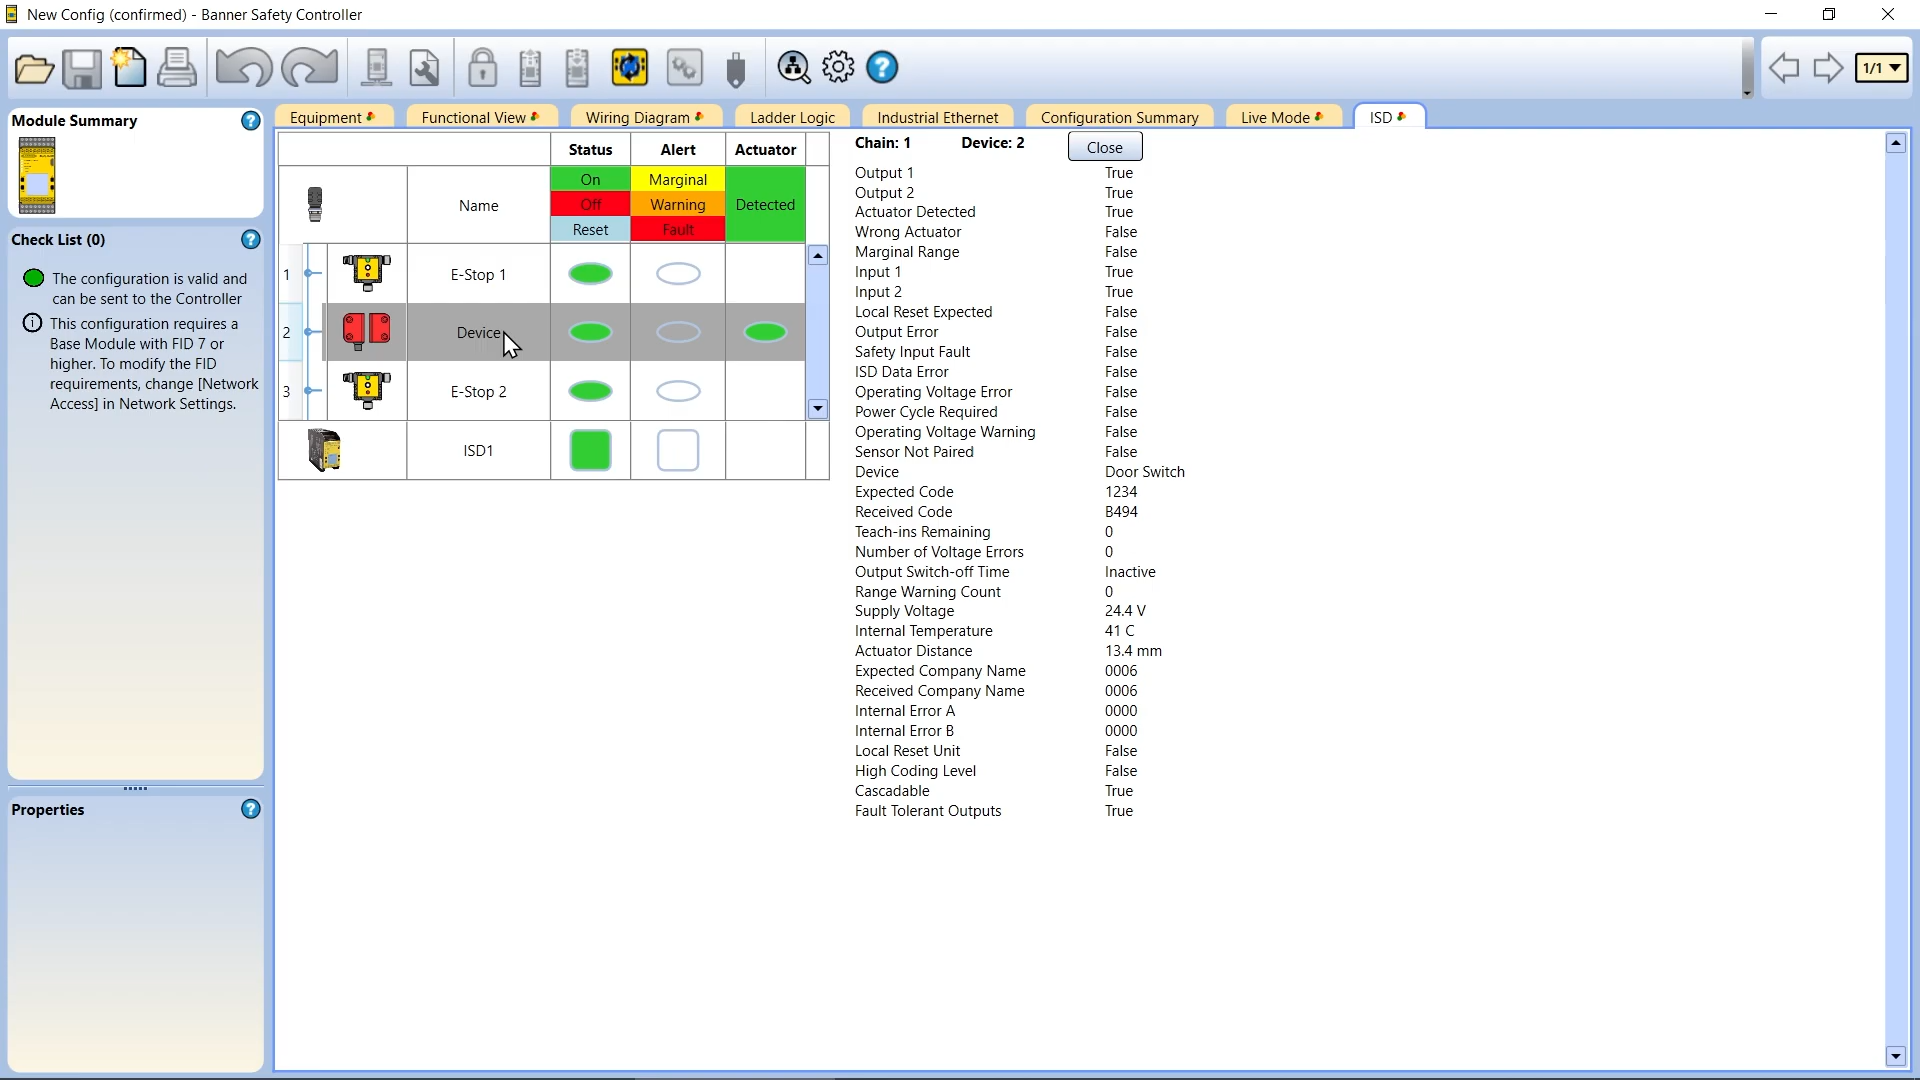 New Config (confirmed) - Banner Safety Controller
1/1
Module Summary
Check List (0)
The configuration is valid and
can be sent to the Controller
This configuration requires a
Base Module with FID 7 or
higher. To modify the FID
requirements, change [Network
Access] in Network Settings.
Properties
Equipment
Functional View
Wiring Diagram
Ladder Logic
Industrial Ethernet
Configuration Summary
Live Mode
ISD
Status Alert Actuator
Name
On Marginal
Off Warning Detected
Reset Fault
1 E-Stop 1
2 Device
3 E-Stop 2
ISD1
Chain: 1 Device: 2 Close
Output 1 True
Output 2 True
Actuator Detected True
Wrong Actuator False
Marginal Range False
Input 1 True
Input 2 True
Local Reset Expected False
Output Error False
Safety Input Fault False
ISD Data Error False
Operating Voltage Error False
Power Cycle Required False
Operating Voltage Warning False
Sensor Not Paired False
Device Door Switch
Expected Code 1234
Received Code B494
Teach-ins Remaining 0
Number of Voltage Errors 0
Output Switch-off Time Inactive
Range Warning Count 0
Supply Voltage 24.4 V
Internal Temperature 41 C
Actuator Distance 13.4 mm
Expected Company Name 0006
Received Company Name 0006
Internal Error A 0000
Internal Error B 0000
Local Reset Unit False
High Coding Level False
Cascadable True
Fault Tolerant Outputs True